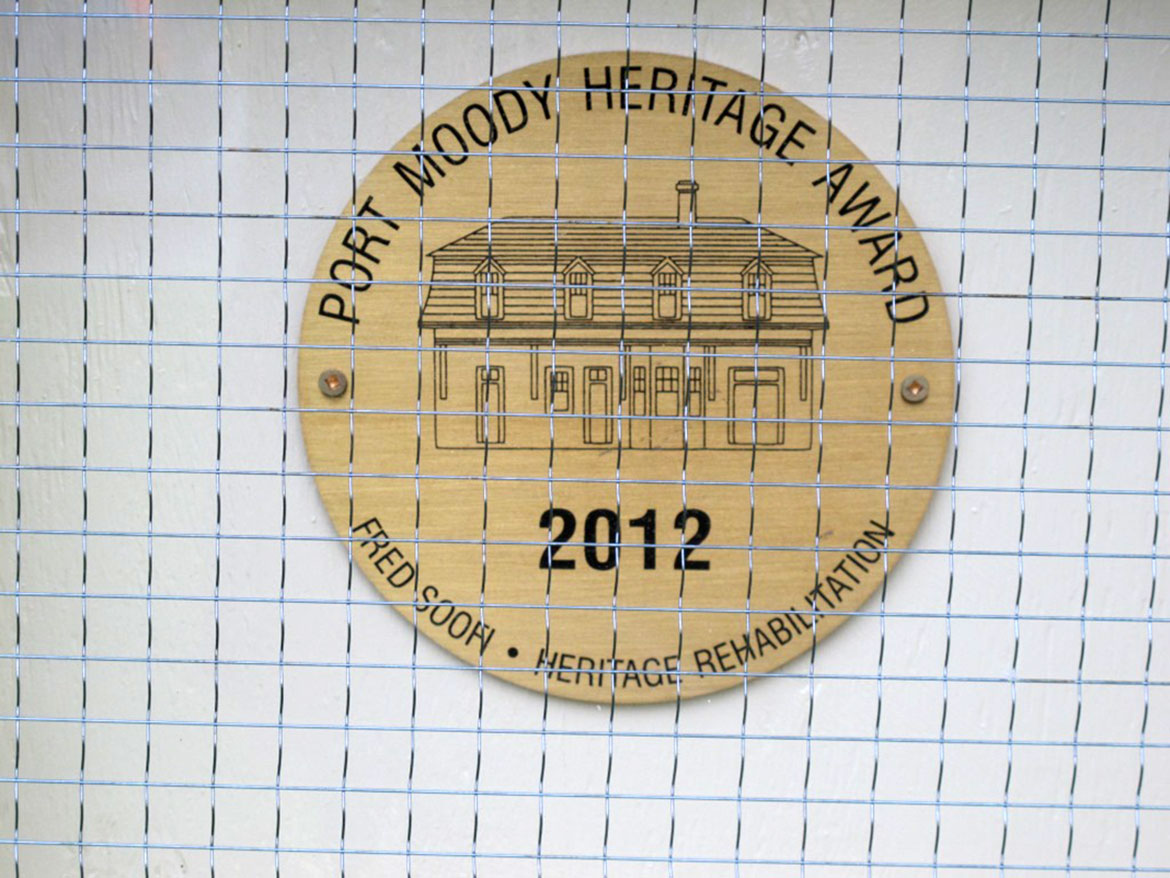 PORT MOODY HERITAGE AWARD
2012
FRED SOOFI • HERITAGE REHABILITATION